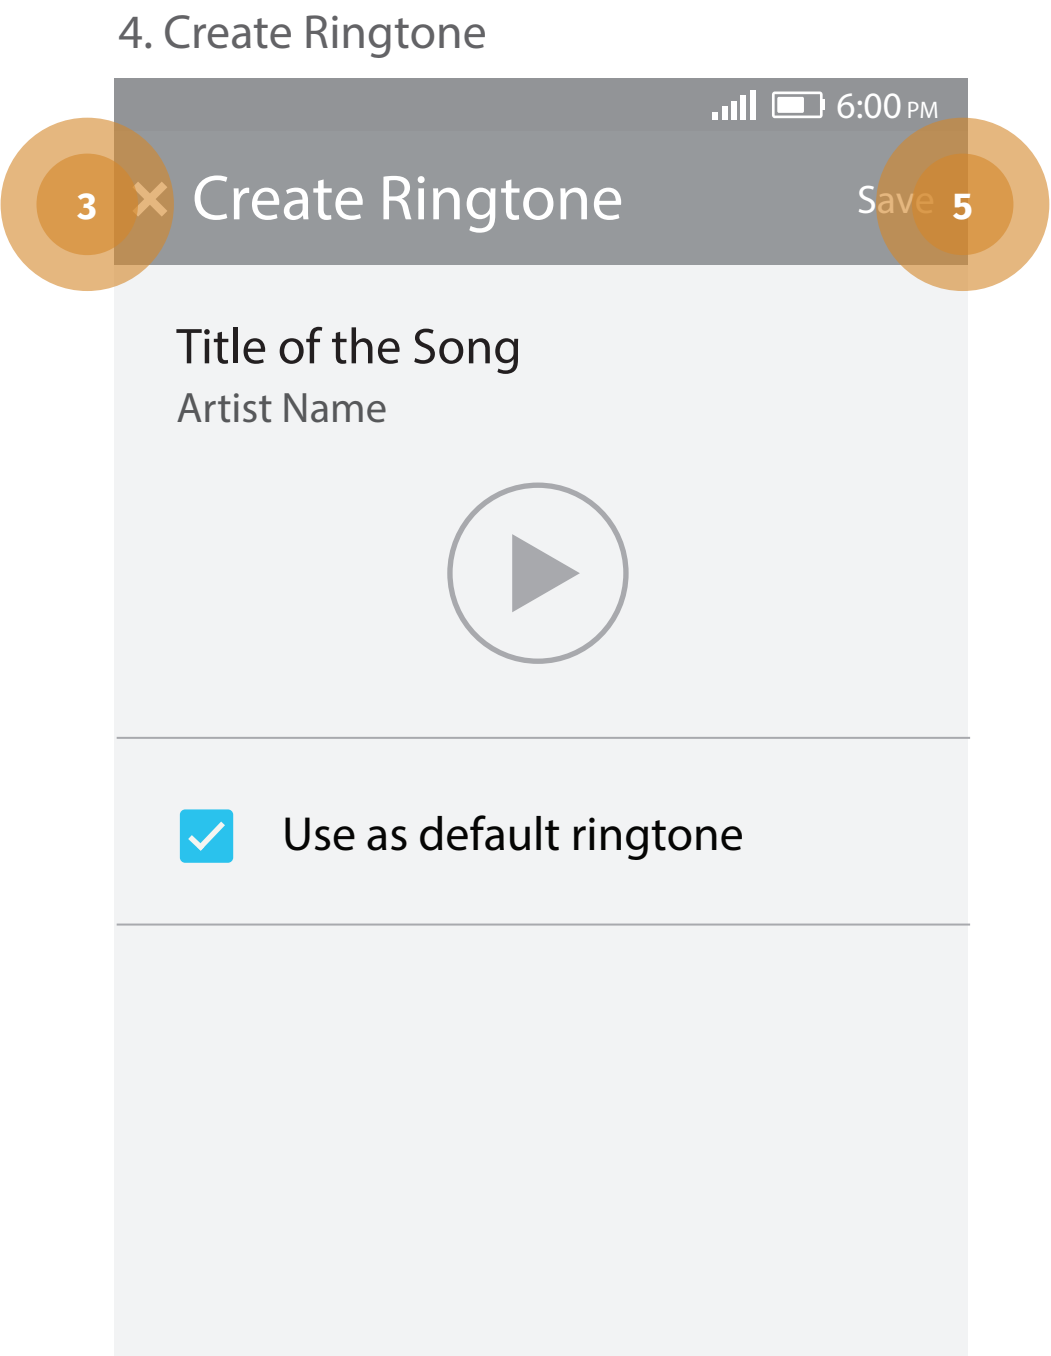 4. Create Ringtone
6:00 PM
3 × Create Ringtone Save 5
Title of the Song
Artist Name
Use as default ringtone